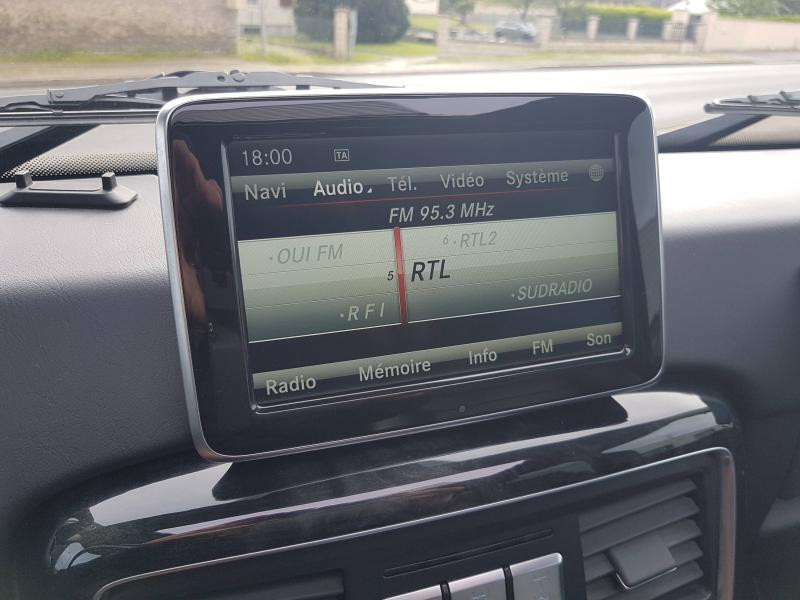 18:00 TA
Navi Audio Tél. Vidéo Système
FM 95.3 MHz
OUI FM 6 RTL2
5 RTL
RFI SUDRADIO
Radio Mémoire Info FM Son